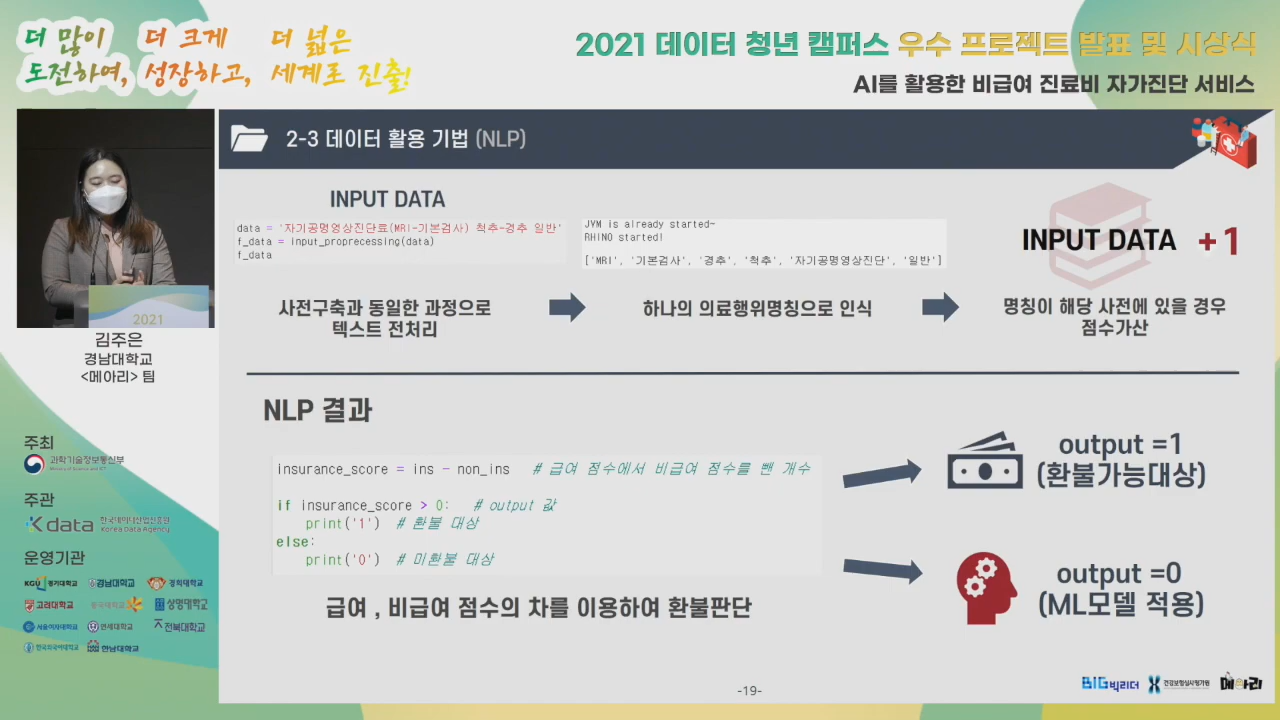 더 많이 더 크게 더 넓은
도전하여, 성장하고, 세계로 진출!
2021 데이터 청년 캠퍼스 우수 프로젝트 발표 및 시상식
AI를 활용한 비급여 진료비 자가진단 서비스
2021
김주은
경남대학교
<메아리> 팀
주최
과학기술정보통신부
Ministry of Science and ICT
주관
K data 한국데이터산업진흥원
Korea Data Agency
운영기관
KGU 경기대학교 경남대학교 경희대학교
고려대학교 동국대학교 상명대학교
서울여자대학교 연세대학교 전북대학교
한국외국어대학교 한남대학교
2-3 데이터 활용 기법 (NLP)
INPUT DATA
data = '자기공명영상진단료(MRI-기본검사) 척추-경추 일반'
f_data = input_proprecessing(data)
f_data
JVM is already started~
RHINO started!
['MRI', '기본검사', '경추', '척추', '자기공명영상진단', '일반']
INPUT DATA +1
사전구축과 동일한 과정으로
텍스트 전처리
하나의 의료행위명칭으로 인식
명칭이 해당 사전에 있을 경우
점수가산
NLP 결과
insurance_score = ins - non_ins # 급여 점수에서 비급여 점수를 뺀 개수
if insurance_score > 0: # output 값
print('1') # 환불 대상
else:
print('0') # 미환불 대상
급여 , 비급여 점수의 차를 이용하여 환불판단
output =1
(환불가능대상)
output =0
(ML모델 적용)
-19-
BIG 빅리더 건강보험심사평가원 메아리